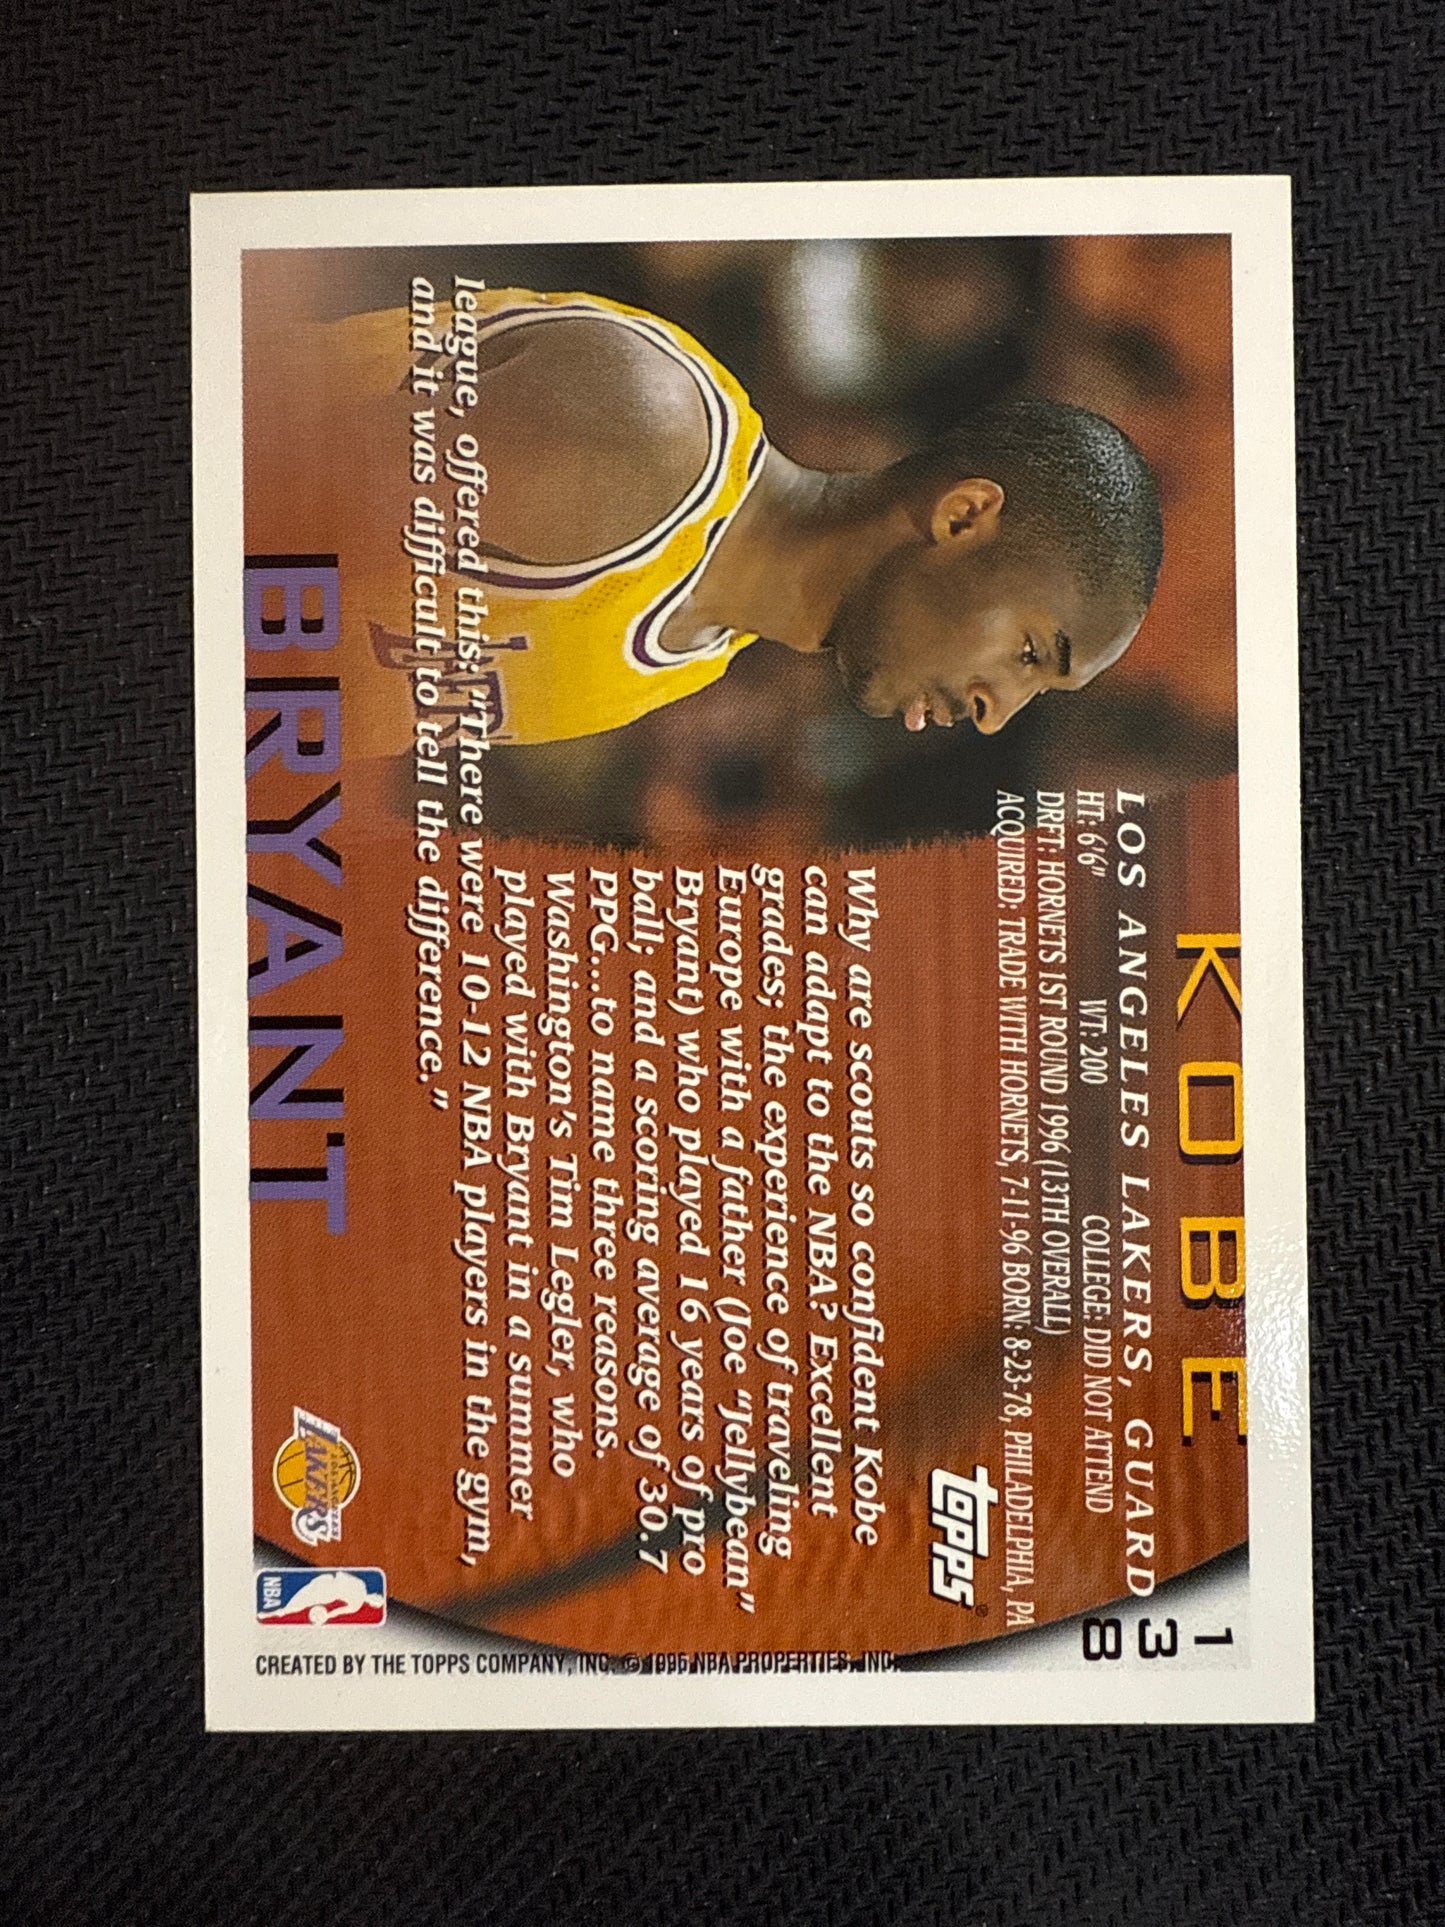 KOBE
138
LOS ANGELES LAKERS, GUARD
HT: 6'6" WT: 200 COLLEGE: DID NOT ATTEND
DRFT: HORNETS 1ST ROUND 1996 (13TH OVERALL)
ACQUIRED: TRADE WITH HORNETS, 7-11-96 BORN: 8-23-78, PHILADELPHIA, PA
TOPPS®
Why are scouts so confident Kobe
can adapt to the NBA? Excellent
grades; the experience of traveling
Europe with a father (Joe "Jellybean"
Bryant) who played 16 years of pro
ball; and a scoring average of 30.7
PPG...to name three reasons.
Washington's Tim Legler, who
played with Bryant in a summer
league, offered this: "There were 10-12 NBA players in the gym,
and it was difficult to tell the difference."
BRYANT
LAKERS
NBA
CREATED BY THE TOPPS COMPANY, INC. © 1996 NBA PROPERTIES, INC.